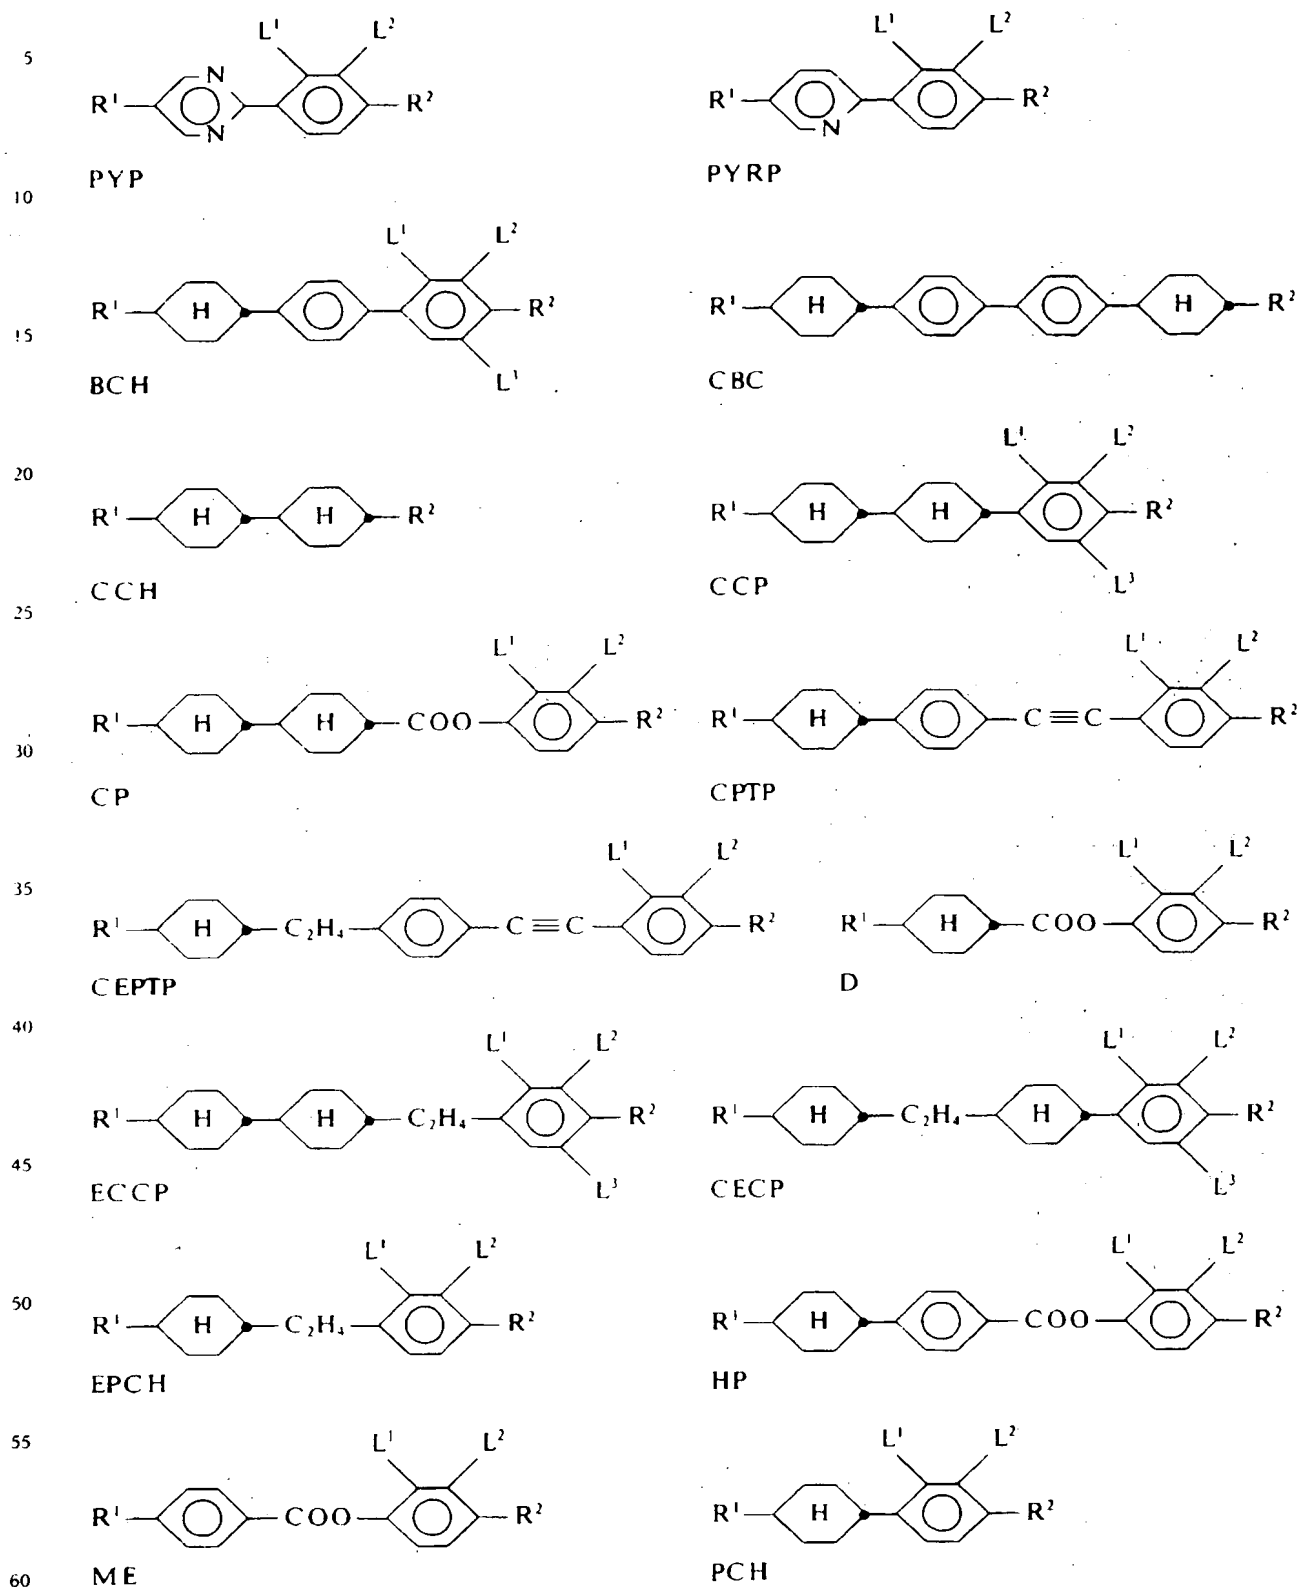 L¹ L² L¹ L²
5
N
R¹ R² R¹ R²
N N
PYP PYRP
10
L¹ L²
R¹ H R² R¹ H H R²
15
L³
BCH CBC
L¹ L²
20
R¹ H H R² R¹ H H R²
CCH CCP L³
25
L¹ L² L¹ L²
R¹ H H COO R² R¹ H C≡C R²
30
CP CPTP
L¹ L² L¹ L²
35
R¹ H C₂H₄ C≡C R² R¹ H COO R²
CEPTP D
40
L¹ L² L¹ L²
R¹ H H C₂H₄ R² R¹ H C₂H₄ H R²
45
ECCP L³ CECP L³
L¹ L² L¹ L²
50
R¹ H C₂H₄ R² R¹ H COO R²
EPCH HP
55
L¹ L² L¹ L²
R¹ COO R² R¹ H R²
60 ME PCH